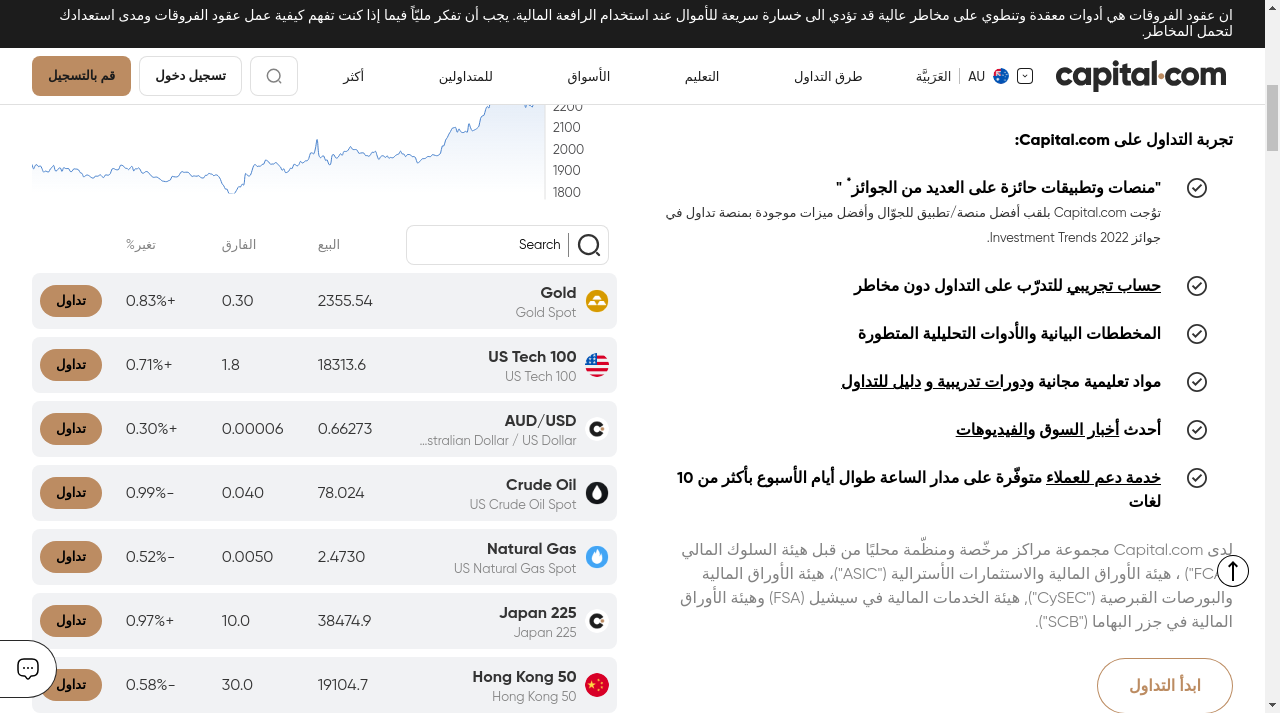 ان عقود الفروقات هي أدوات معقدة وتنطوي على مخاطر عالية قد تؤدي الى خسارة سريعة للأموال عند استخدام الرافعة المالية. يجب أن تفكر مليّاً فيما إذا كنت تفهم كيفية عمل عقود الفروقات ومدى استعدادك
لتحمل المخاطر.
capital.com
AU
العَرَبيَّة
طرق التداول
التعليم
الأسواق
للمتداولين
أكثر
تسجيل دخول
قم بالتسجيل
تجربة التداول على Capital.com:
"منصات وتطبيقات حائزة على العديد من الجوائز* "
توُجت Capital.com بلقب أفضل منصة/تطبيق للجوّال وأفضل ميزات موجودة بمنصة تداول في
جوائز Investment Trends 2022.
حساب تجريبي للتدرّب على التداول دون مخاطر
المخططات البيانية والأدوات التحليلية المتطورة
مواد تعليمية مجانية ودورات تدريبية و دليل للتداول
أحدث أخبار السوق والفيديوهات
خدمة دعم للعملاء متوفّرة على مدار الساعة طوال أيام الأسبوع بأكثر من 10
لغات
لدى Capital.com مجموعة مراكز مرخّصة ومنظّمة محليًا من قبل هيئة السلوك المالي
FCA") ، هيئة الأوراق المالية والاستثمارات الأسترالية ("ASIC")، هيئة الأوراق المالية
والبورصات القبرصية ("CySEC"), هيئة الخدمات المالية في سيشيل (FSA) وهيئة الأوراق
المالية في جزر البهاما ("SCB").
ابدأ التداول
2200
2100
2000
1900
1800
Search
البيع
الفارق
تغير%
Gold
Gold Spot
2355.54
0.30
+0.83%
تداول
US Tech 100
US Tech 100
18313.6
1.8
+0.71%
تداول
AUD/USD
...stralian Dollar / US Dollar
0.66273
0.00006
+0.30%
تداول
Crude Oil
US Crude Oil Spot
78.024
0.040
-0.99%
تداول
Natural Gas
US Natural Gas Spot
2.4730
0.0050
-0.52%
تداول
Japan 225
Japan 225
38474.9
10.0
+0.97%
تداول
Hong Kong 50
Hong Kong 50
19104.7
30.0
-0.58%
تداول